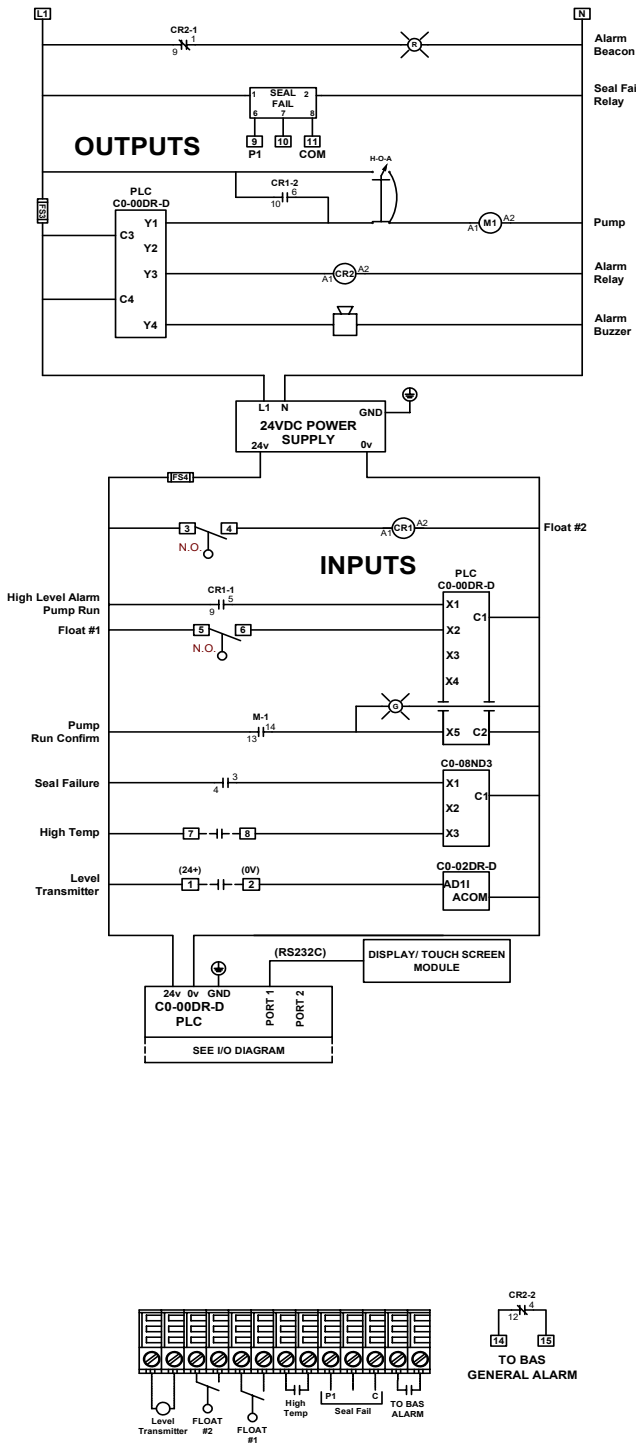 L1
N
CR2-1
1
9
R
Alarm
Beacon
1 SEAL 2
FAIL
6 7 8
Seal Fai
Relay
9 10 11
P1 COM
OUTPUTS
H-O-A
CR1-2
6
10
PLC
C0-00DR-D
FS3
Y1
C3
Y2
Y3
C4
Y4
M1
A1 A2
Pump
CR2
A1 A2
Alarm
Relay
Alarm
Buzzer
L1 N
GND
24VDC POWER
SUPPLY
24v 0v
FS4
3 4
N.O.
CR1
A1 A2
Float #2
INPUTS
PLC
C0-00DR-D
High Level Alarm
Pump Run
CR1-1
5
9
X1
C1
Float #1
5 6
N.O.
X2
X3
X4
G
Pump
Run Confirm
M-1
14
13
X5 C2
C0-08ND3
Seal Failure
3
4
X1
C1
X2
High Temp
7 8
X3
C0-02DR-D
Level
Transmitter
(24+) (0V)
1 2
AD1I
ACOM
(RS232C)
DISPLAY/ TOUCH SCREEN
MODULE
24v 0v GND
C0-00DR-D
PLC
PORT 1
PORT 2
SEE I/O DIAGRAM
CR2-2
4
12
14 15
TO BAS
GENERAL ALARM
Level
Transmitter
FLOAT
#2
FLOAT
#1
High
Temp
P1 C
Seal Fail
TO BAS
ALARM